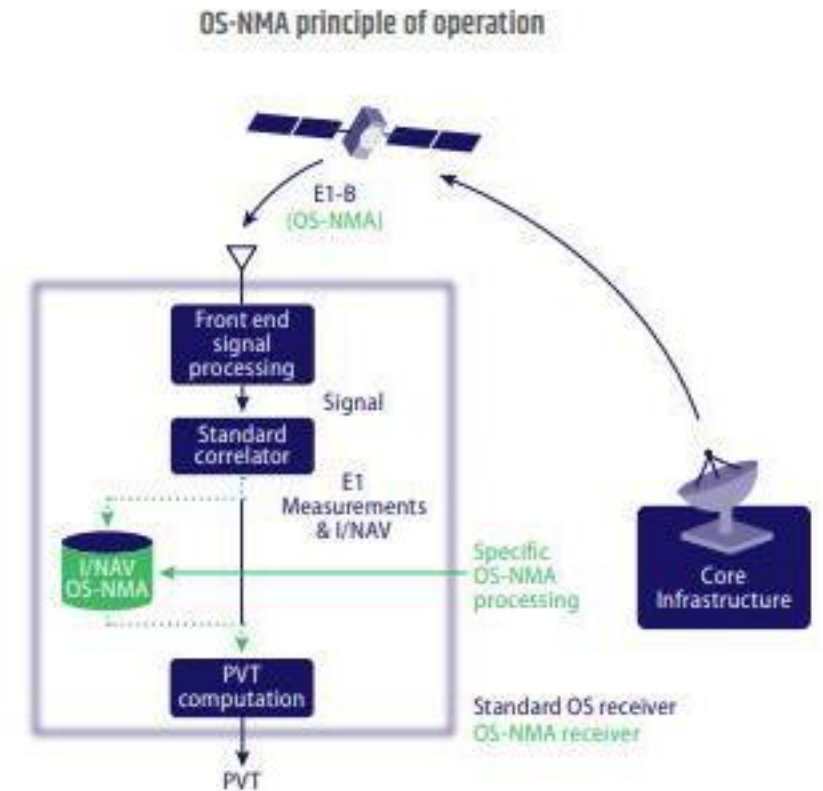 OS-NMA principle of operation
E1-B
(OS-NMA)
Front end
signal
processing
Signal
Standard
correlator
E1
Measurements
& I/NAV
I/NAV
OS-NMA
Specific
OS-NMA
processing
Core
Infrastructure
PVT
computation
Standard OS receiver
OS-NMA receiver
PVT